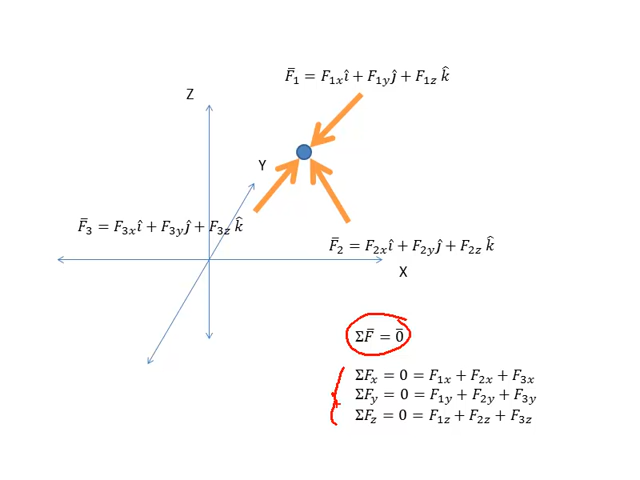 F̄₁ = F₁ₓî + F₁ᵧĵ + F₁z k̂
Z
Y
F̄₃ = F₃ₓî + F₃ᵧĵ + F₃z k̂
F̄₂ = F₂ₓî + F₂ᵧĵ + F₂z k̂
X
ΣF̄ = 0̄
ΣFₓ = 0 = F₁ₓ + F₂ₓ + F₃ₓ
ΣFᵧ = 0 = F₁ᵧ + F₂ᵧ + F₃ᵧ
ΣF_z = 0 = F₁z + F₂z + F₃z